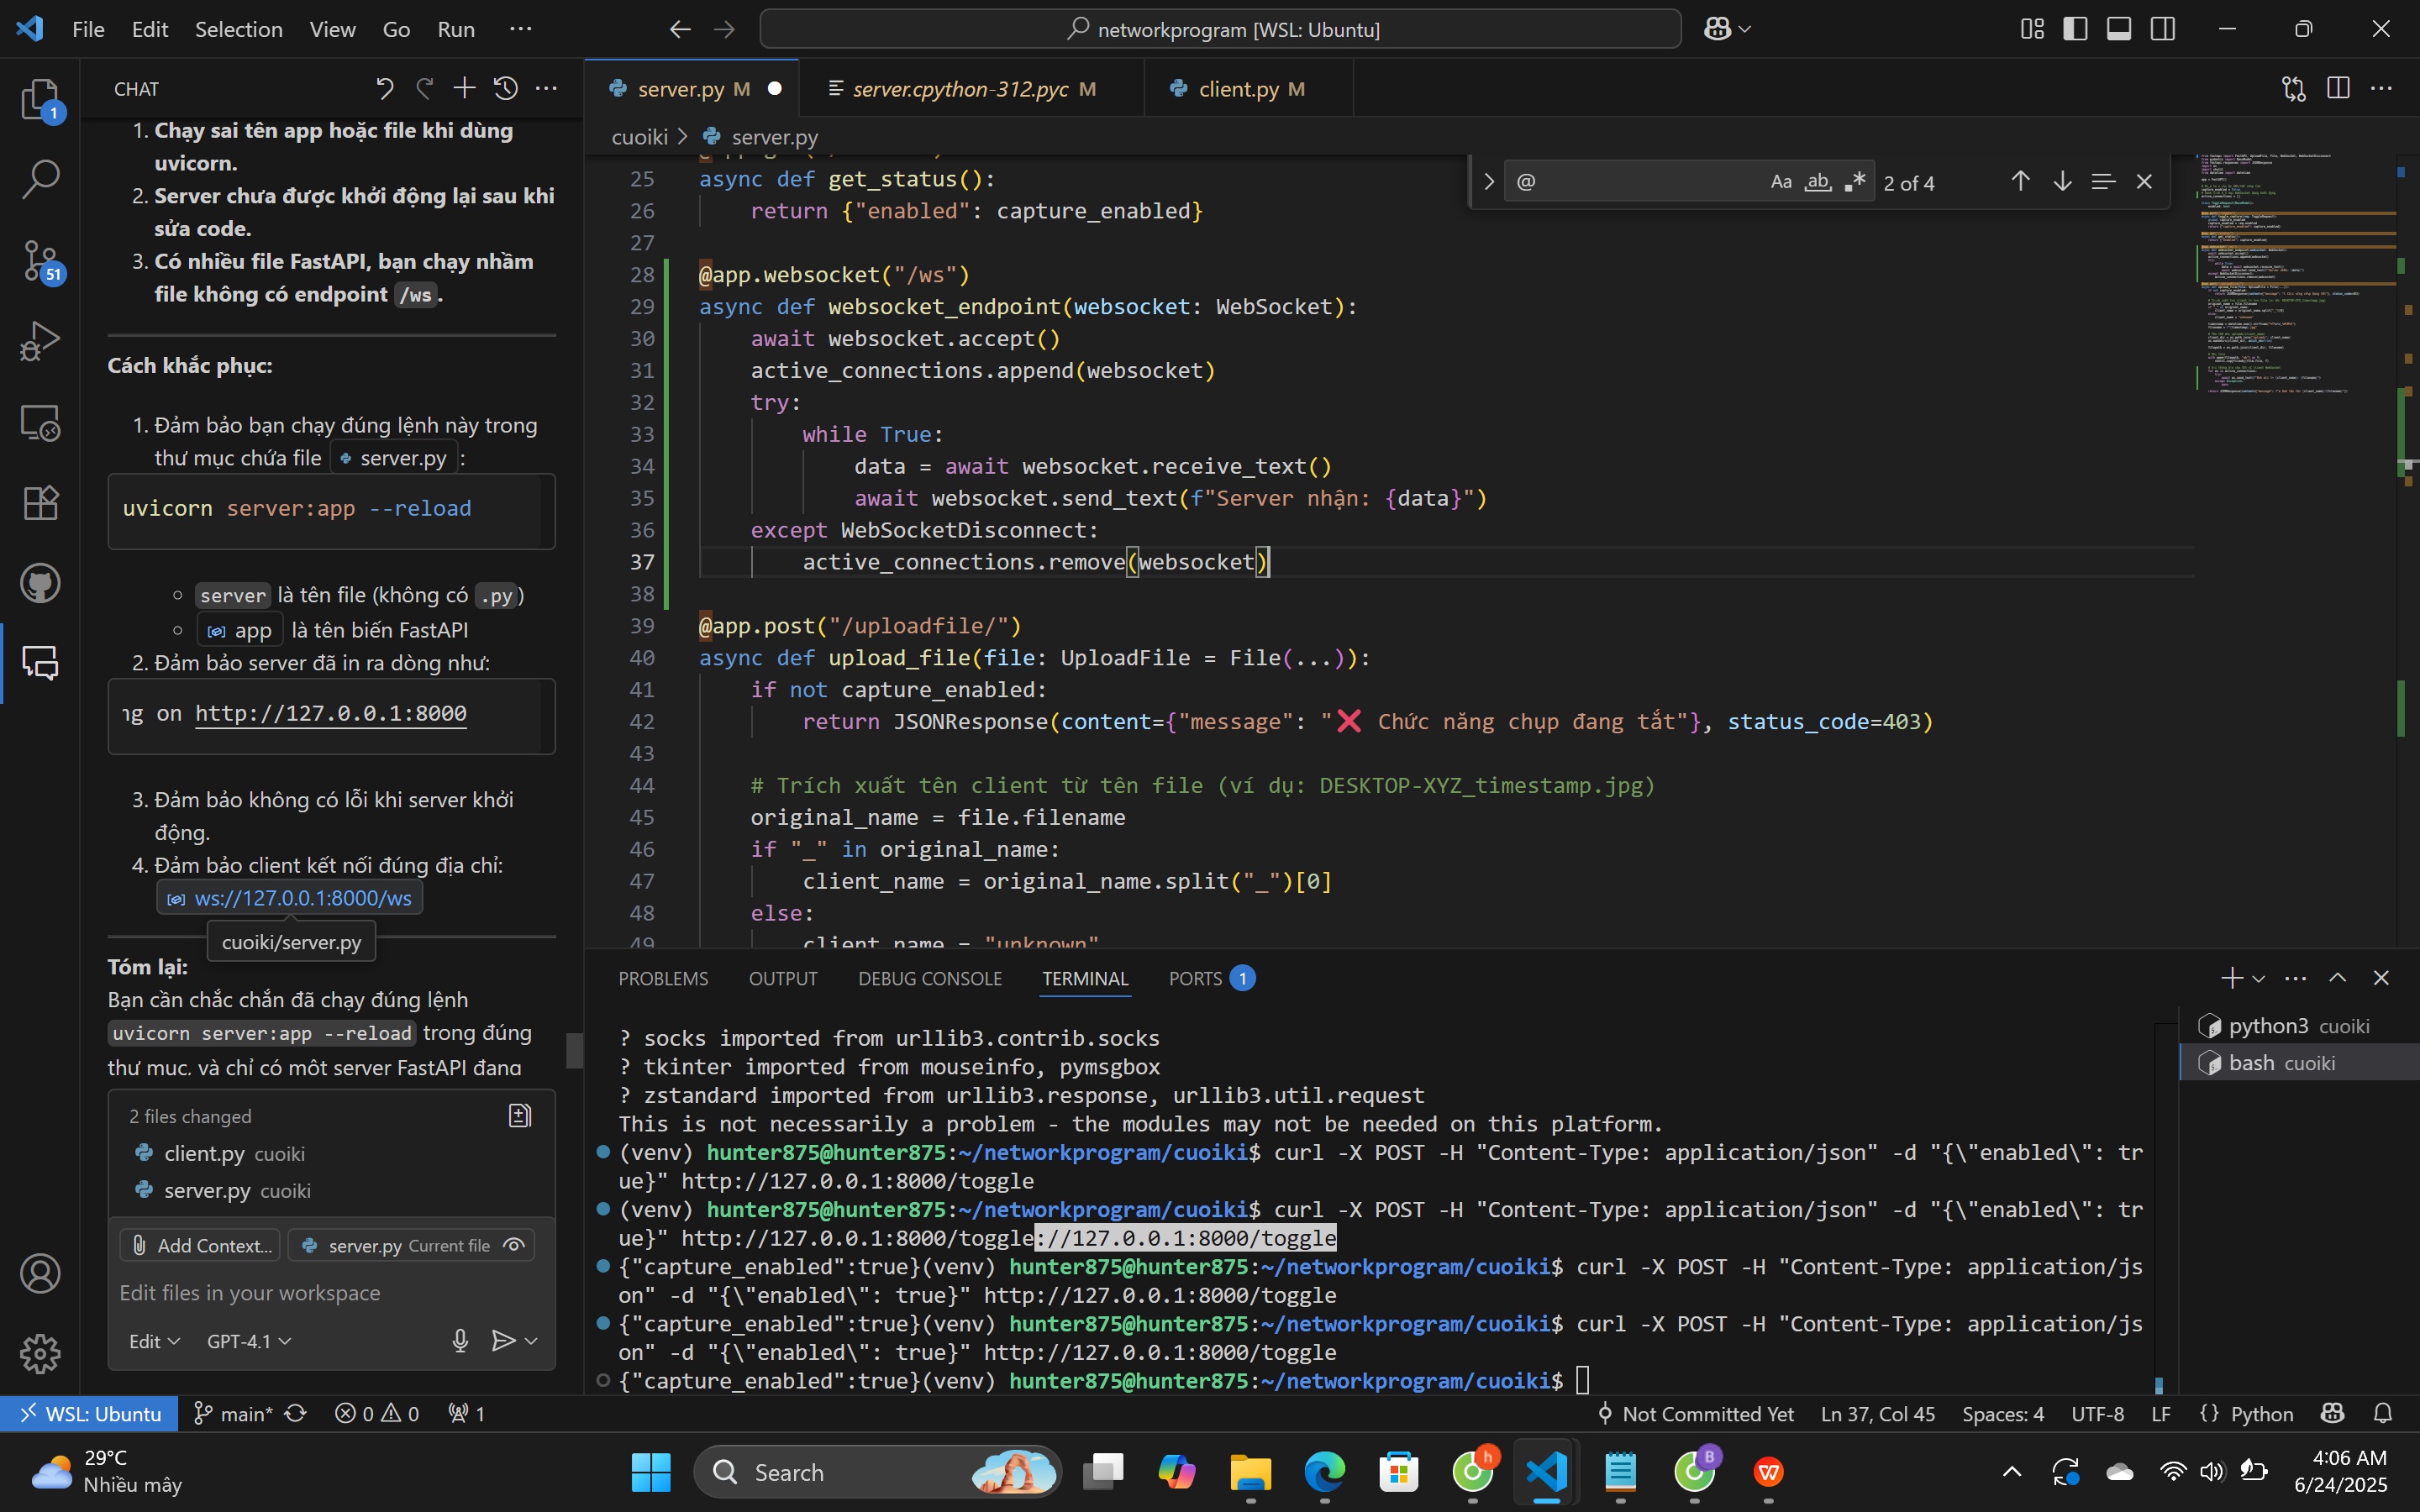 File Edit Selection View Go Run ···
networkprogram [WSL: Ubuntu]
CHAT
1
51
1. Chạy sai tên app hoặc file khi dùng
uvicorn.
2. Server chưa được khởi động lại sau khi
sửa code.
3. Có nhiều file FastAPI, bạn chạy nhầm
file không có endpoint /ws.
Cách khắc phục:
1. Đảm bảo bạn chạy đúng lệnh này trong
thư mục chứa file server.py :
uvicorn server:app --reload
server là tên file (không có .py)
app là tên biến FastAPI
2. Đảm bảo server đã in ra dòng như:
ng on http://127.0.0.1:8000
3. Đảm bảo không có lỗi khi server khởi
động.
4. Đảm bảo client kết nối đúng địa chỉ:
ws://127.0.0.1:8000/ws
cuoiki/server.py
Tóm lại:
Bạn cần chắc chắn đã chạy đúng lệnh
uvicorn server:app --reload trong đúng
thư mục, và chỉ có một server FastAPI đang
2 files changed
client.py cuoiki
server.py cuoiki
Add Context... server.py Current file
Edit files in your workspace
Edit GPT-4.1
server.py M
server.cpython-312.pyc M
client.py M
cuoiki > server.py
@
Aa ab .*
2 of 4
25 async def get_status():
26 return {"enabled": capture_enabled}
27
28 @app.websocket("/ws")
29 async def websocket_endpoint(websocket: WebSocket):
30 await websocket.accept()
31 active_connections.append(websocket)
32 try:
33 while True:
34 data = await websocket.receive_text()
35 await websocket.send_text(f"Server nhận: {data}")
36 except WebSocketDisconnect:
37 active_connections.remove(websocket)
38
39 @app.post("/uploadfile/")
40 async def upload_file(file: UploadFile = File(...)):
41 if not capture_enabled:
42 return JSONResponse(content={"message": "❌ Chức năng chụp đang tắt"}, status_code=403)
43
44 # Trích xuất tên client từ tên file (ví dụ: DESKTOP-XYZ_timestamp.jpg)
45 original_name = file.filename
46 if "_" in original_name:
47 client_name = original_name.split("_")[0]
48 else:
49 client_name = "unknown"
PROBLEMS OUTPUT DEBUG CONSOLE TERMINAL PORTS 1
? socks imported from urllib3.contrib.socks
? tkinter imported from mouseinfo, pymsgbox
? zstandard imported from urllib3.response, urllib3.util.request
This is not necessarily a problem - the modules may not be needed on this platform.
(venv) hunter875@hunter875:~/networkprogram/cuoiki$ curl -X POST -H "Content-Type: application/json" -d "{\"enabled\": tr
ue}" http://127.0.0.1:8000/toggle
(venv) hunter875@hunter875:~/networkprogram/cuoiki$ curl -X POST -H "Content-Type: application/json" -d "{\"enabled\": tr
ue}" http://127.0.0.1:8000/toggle://127.0.0.1:8000/toggle
{"capture_enabled":true}(venv) hunter875@hunter875:~/networkprogram/cuoiki$ curl -X POST -H "Content-Type: application/js
on" -d "{\"enabled\": true}" http://127.0.0.1:8000/toggle
{"capture_enabled":true}(venv) hunter875@hunter875:~/networkprogram/cuoiki$ curl -X POST -H "Content-Type: application/js
on" -d "{\"enabled\": true}" http://127.0.0.1:8000/toggle
{"capture_enabled":true}(venv) hunter875@hunter875:~/networkprogram/cuoiki$
python3 cuoiki
bash cuoiki
WSL: Ubuntu main* 0 0 1
Not Committed Yet Ln 37, Col 45 Spaces: 4 UTF-8 LF {} Python
29°C
Nhiều mây
Search
h
B
W
4:06 AM
6/24/2025